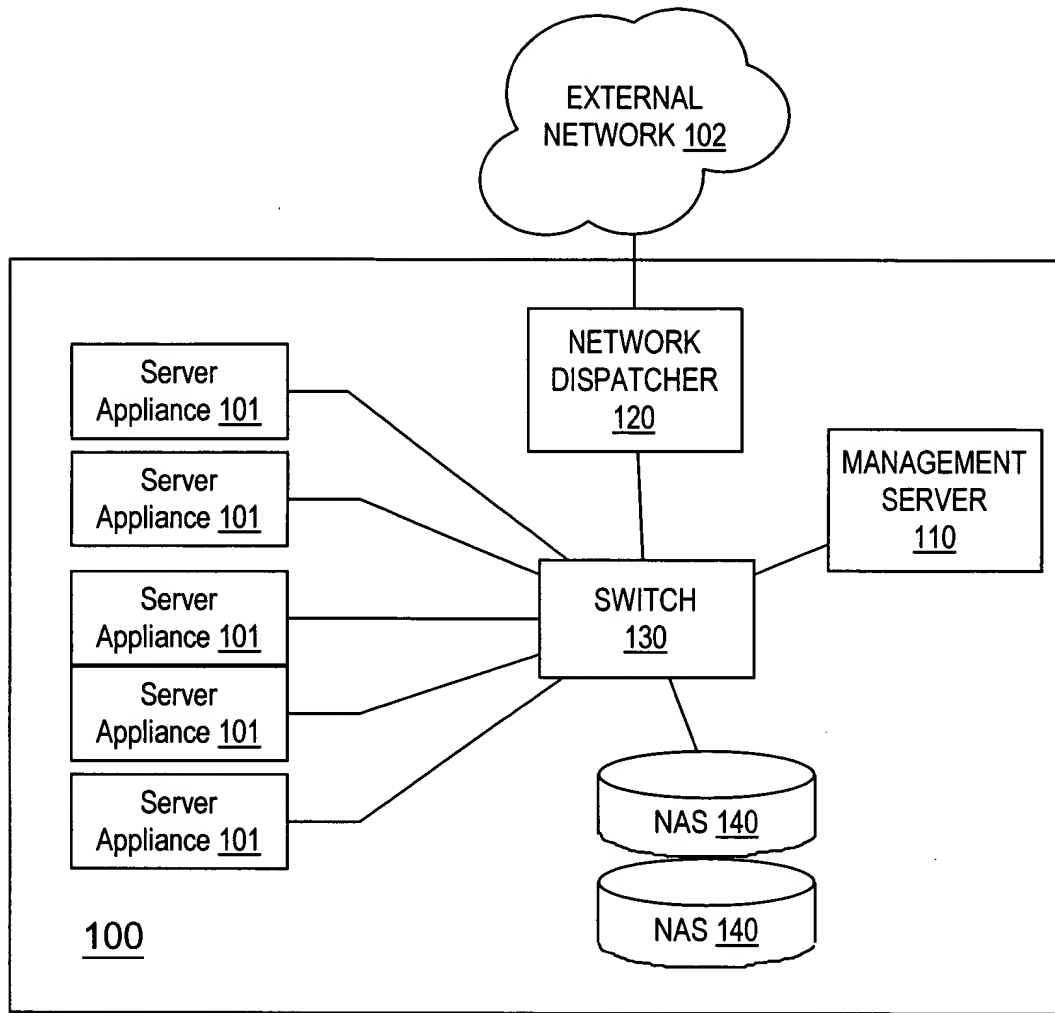 EXTERNAL
NETWORK 102
NETWORK
DISPATCHER
120
MANAGEMENT
SERVER
110
Server
Appliance 101
Server
Appliance 101
Server
Appliance 101
Server
Appliance 101
Server
Appliance 101
SWITCH
130
NAS 140
NAS 140
100